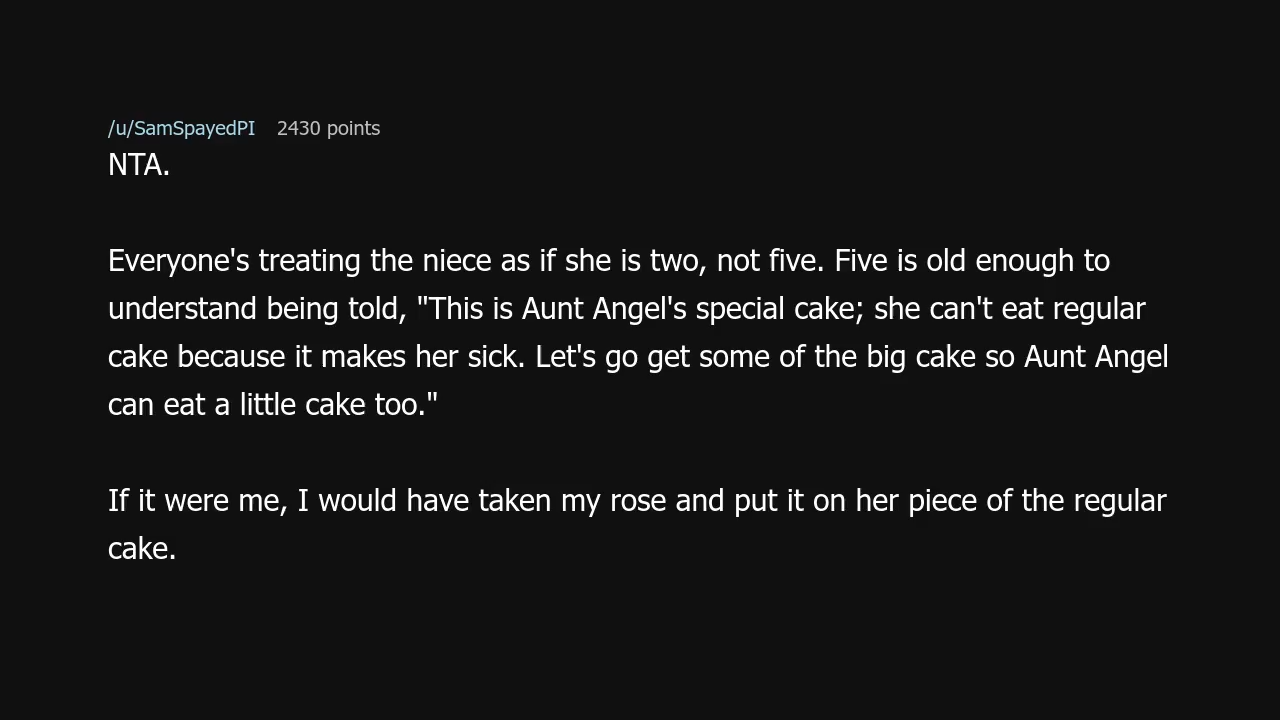 /u/SamSpayedPI 2430 points
NTA.
Everyone's treating the niece as if she is two, not five. Five is old enough to
understand being told, "This is Aunt Angel's special cake; she can't eat regular
cake because it makes her sick. Let's go get some of the big cake so Aunt Angel
can eat a little cake too."
If it were me, I would have taken my rose and put it on her piece of the regular
cake.